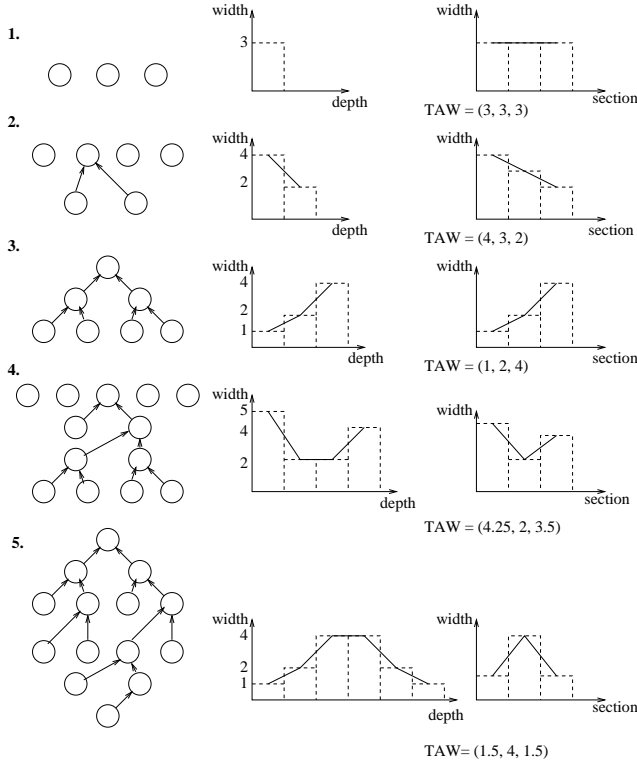 1.
width
3
depth
width
section
TAW = (3, 3, 3)
2.
width
4
2
depth
width
section
TAW = (4, 3, 2)
3.
width
4
2
1
depth
width
section
TAW = (1, 2, 4)
4.
width
5
4
2
depth
width
section
TAW = (4.25, 2, 3.5)
5.
width
4
2
1
depth
width
section
TAW= (1.5, 4, 1.5)